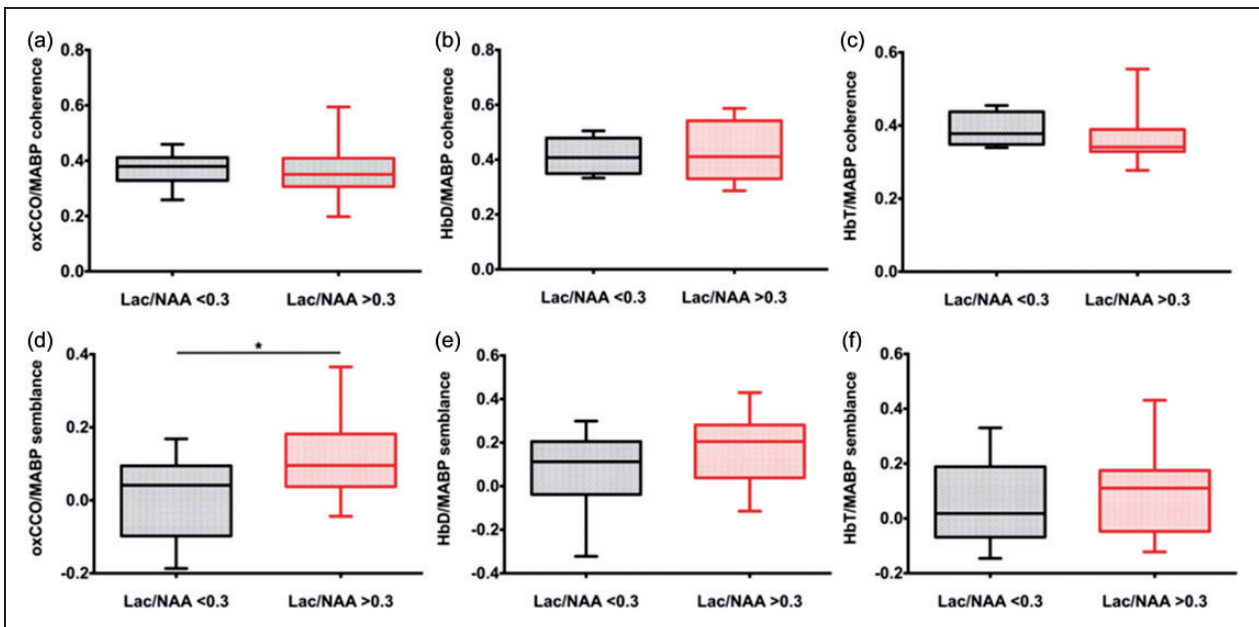 (a)
oxCCO/MABP coherence
0.8
0.6
0.4
0.2
0.0
Lac/NAA <0.3
Lac/NAA >0.3
(b)
HbD/MABP coherence
0.8
0.6
0.4
0.2
0.0
Lac/NAA <0.3
Lac/NAA >0.3
(c)
HbT/MABP coherence
0.6
0.4
0.2
0.0
Lac/NAA <0.3
Lac/NAA >0.3
(d)
oxCCO/MABP semblance
0.4
0.2
0.0
-0.2
*
Lac/NAA <0.3
Lac/NAA >0.3
(e)
HbD/MABP semblance
0.6
0.4
0.2
0.0
-0.2
-0.4
Lac/NAA <0.3
Lac/NAA >0.3
(f)
HbT/MABP semblance
0.6
0.4
0.2
0.0
-0.2
Lac/NAA <0.3
Lac/NAA >0.3